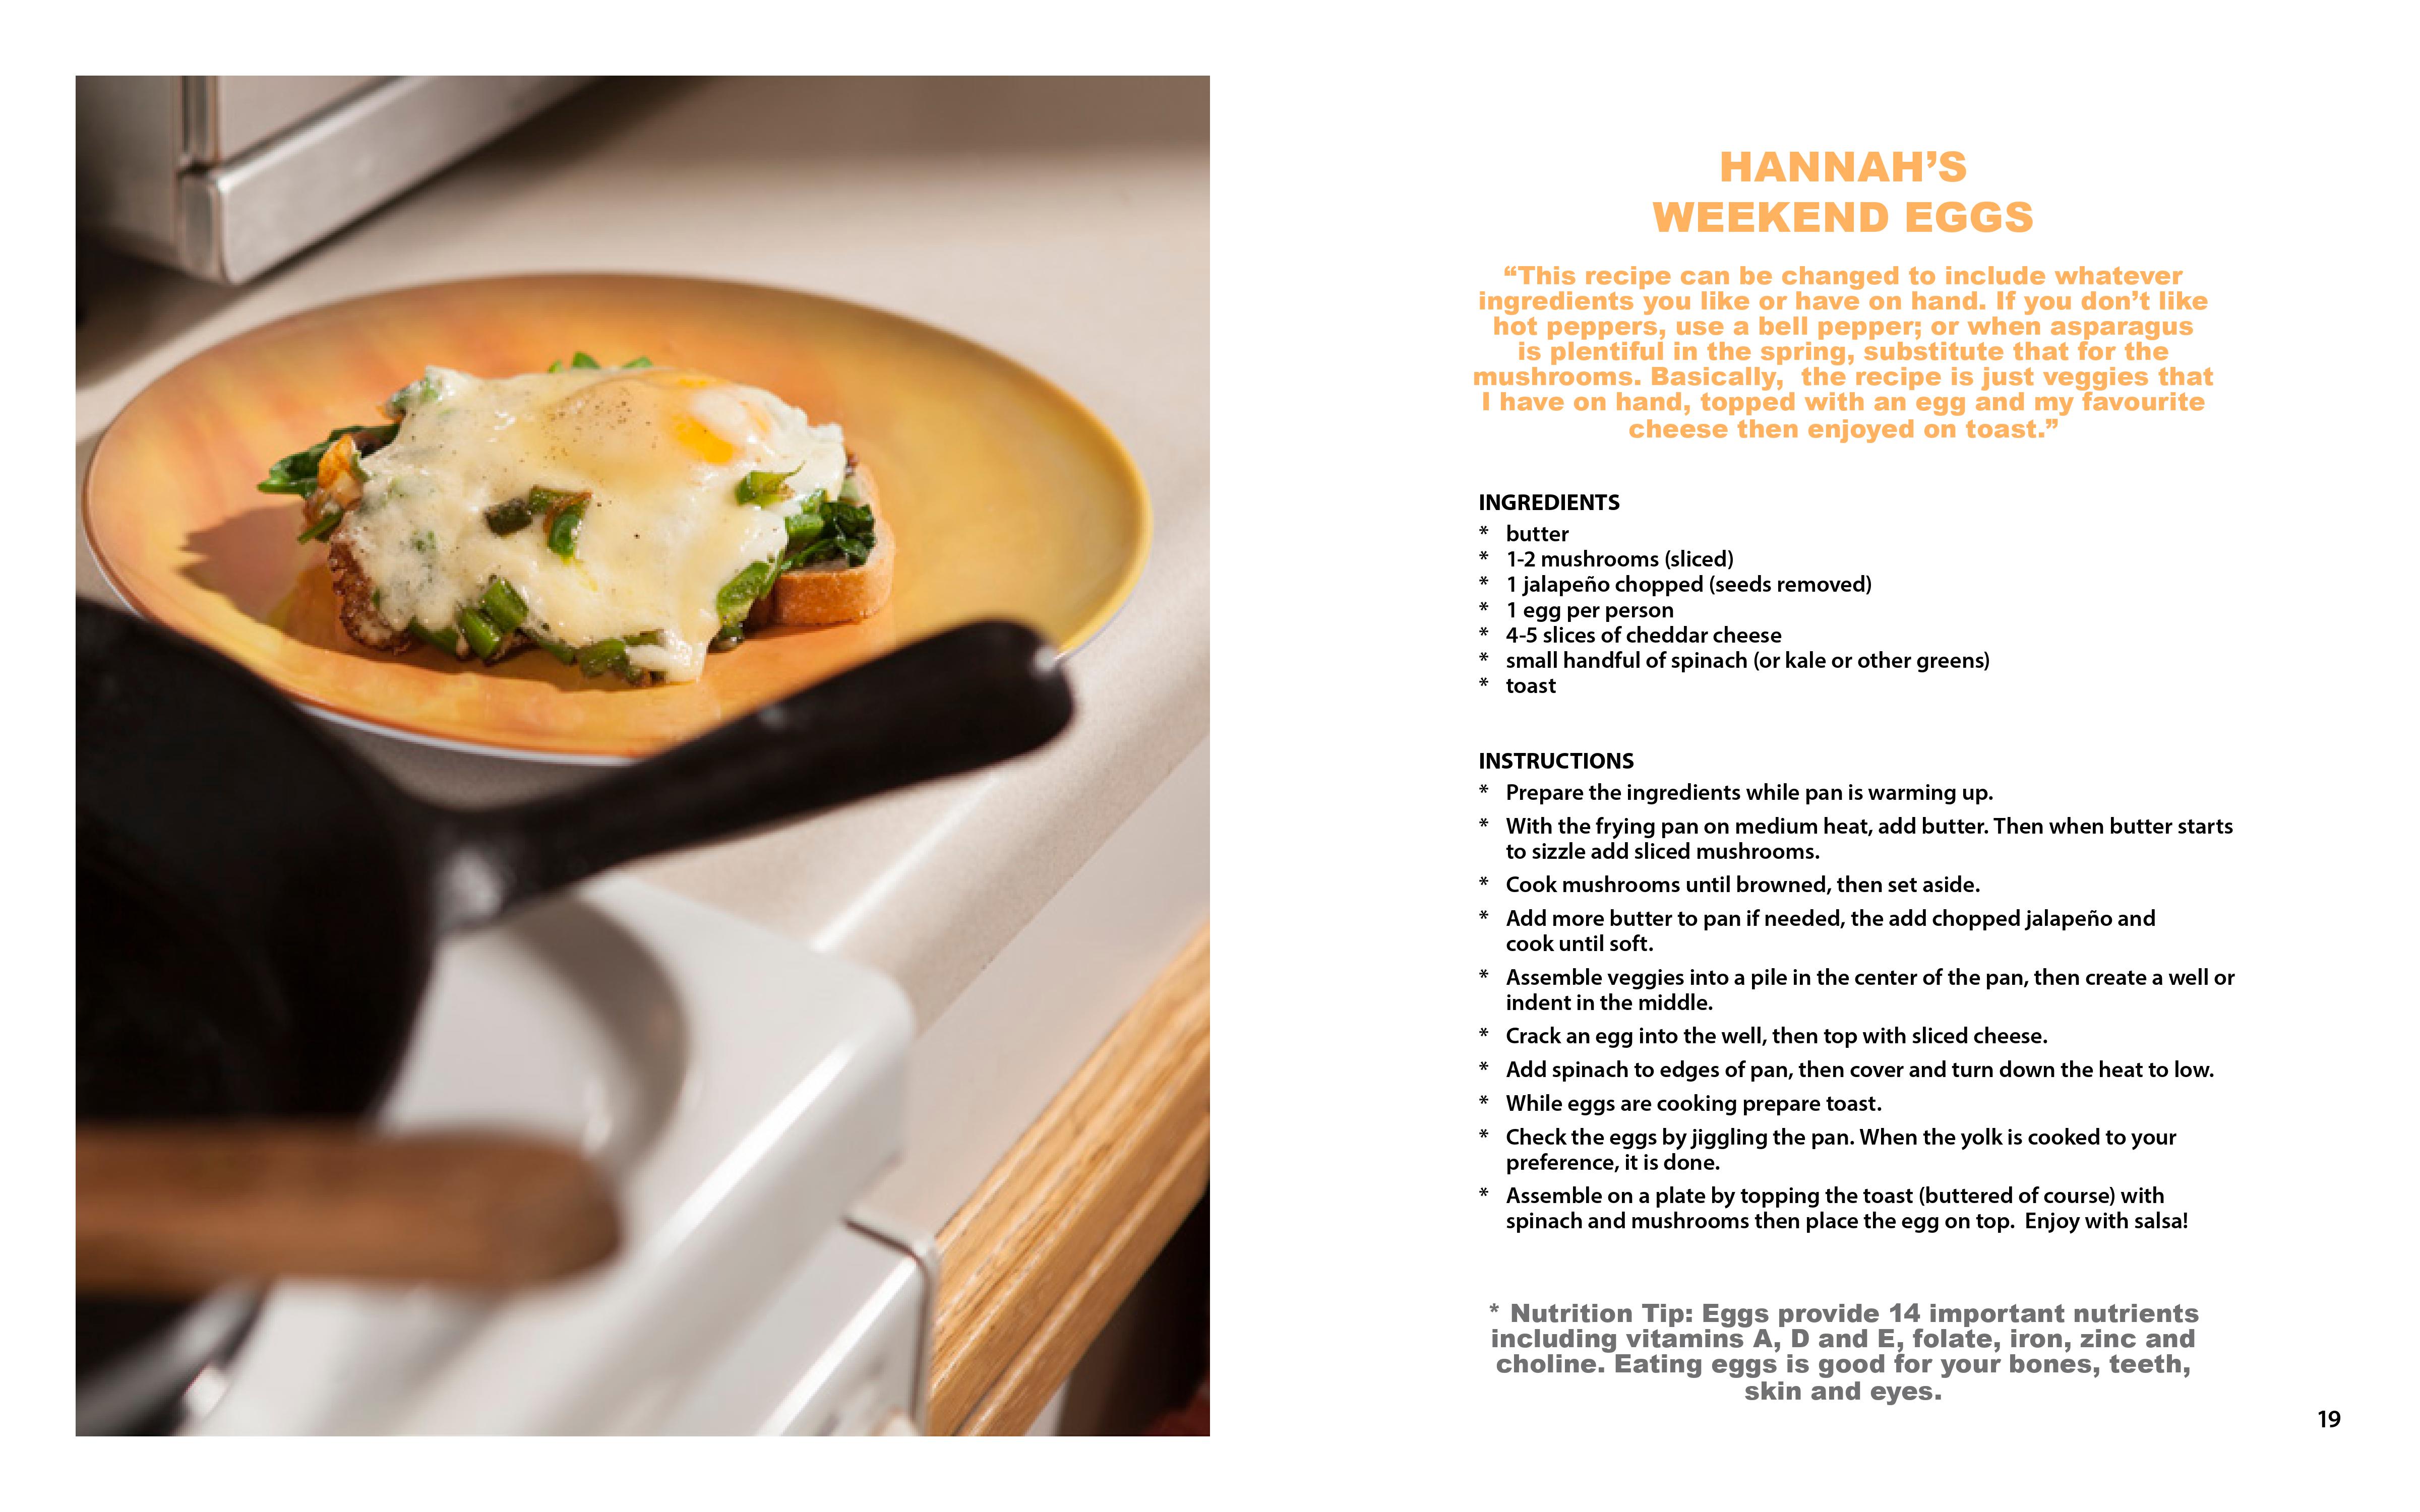 HANNAH’S
WEEKEND EGGS
“This recipe can be changed to include whatever
ingredients you like or have on hand. If you don’t like
hot peppers, use a bell pepper; or when asparagus
is plentiful in the spring, substitute that for the
mushrooms. Basically,  the recipe is just veggies that
I have on hand, topped with an egg and my favourite
cheese then enjoyed on toast.”
INGREDIENTS
* butter
* 1-2 mushrooms (sliced)
* 1 jalapeño chopped (seeds removed)
* 1 egg per person
* 4-5 slices of cheddar cheese
* small handful of spinach (or kale or other greens)
* toast
INSTRUCTIONS
* Prepare the ingredients while pan is warming up.
* With the frying pan on medium heat, add butter. Then when butter starts
to sizzle add sliced mushrooms.
* Cook mushrooms until browned, then set aside.
* Add more butter to pan if needed, the add chopped jalapeño and
cook until soft.
* Assemble veggies into a pile in the center of the pan, then create a well or
indent in the middle.
* Crack an egg into the well, then top with sliced cheese.
* Add spinach to edges of pan, then cover and turn down the heat to low.
* While eggs are cooking prepare toast.
* Check the eggs by jiggling the pan. When the yolk is cooked to your
preference, it is done.
* Assemble on a plate by topping the toast (buttered of course) with
spinach and mushrooms then place the egg on top.  Enjoy with salsa!
* Nutrition Tip: Eggs provide 14 important nutrients
including vitamins A, D and E, folate, iron, zinc and
choline. Eating eggs is good for your bones, teeth,
skin and eyes.
19